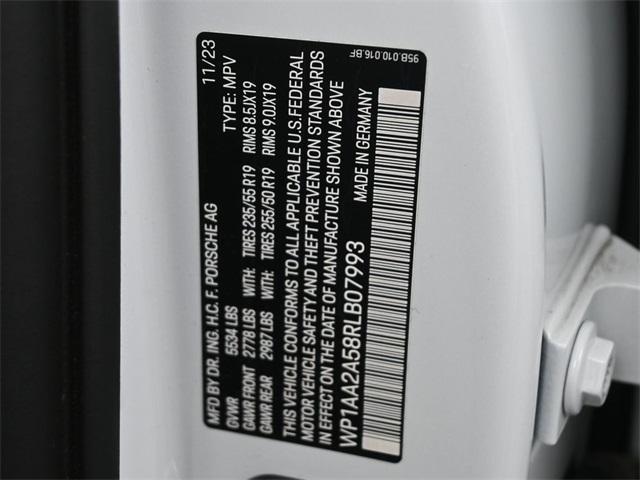 MFD BY DR. ING. H.C. F. PORSCHE AG 11/23
GVWR 5534 LBS TYPE: MPV
GAWR FRONT 2778 LBS WITH: TIRES 235/55 R19 RIMS 8.5JX19
GAWR REAR 2987 LBS WITH: TIRES 255/50 R19 RIMS 9.0JX19
THIS VEHICLE CONFORMS TO ALL APPLICABLE U.S. FEDERAL
MOTOR VEHICLE SAFETY AND THEFT PREVENTION STANDARDS
IN EFFECT ON THE DATE OF MANUFACTURE SHOWN ABOVE
WP1AA2A58RLB07993 MADE IN GERMANY
95B.010.016.BF